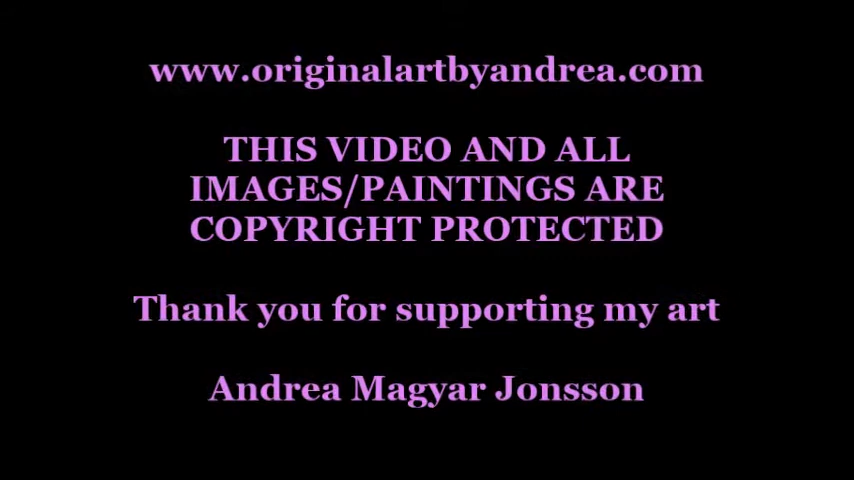 www.originalartbyandrea.com
THIS VIDEO AND ALL
IMAGES/PAINTINGS ARE
COPYRIGHT PROTECTED
Thank you for supporting my art
Andrea Magyar Jonsson